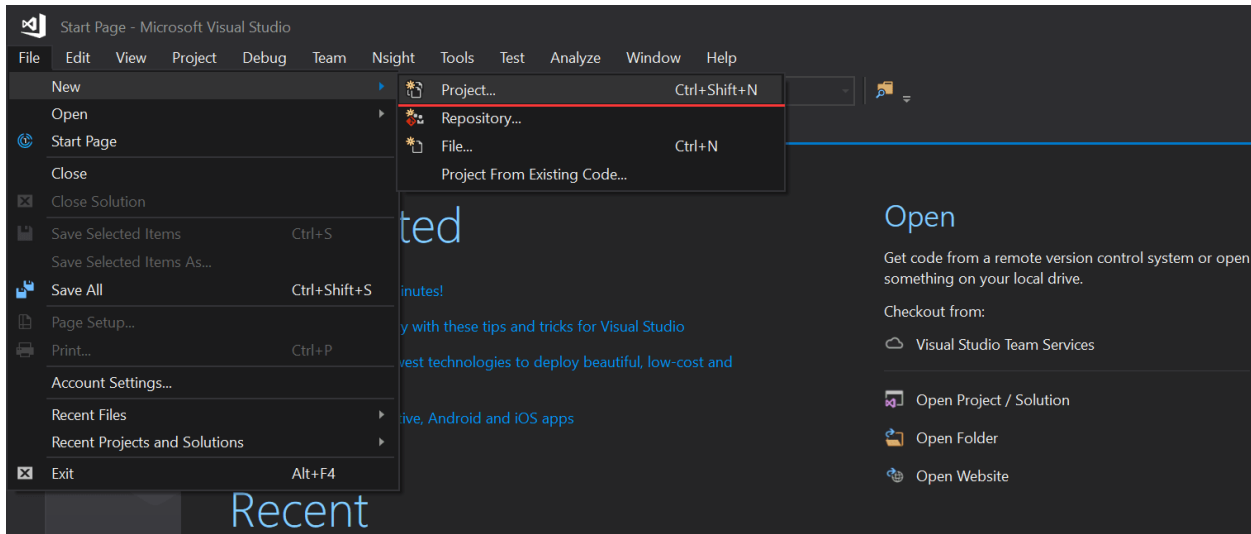 Start Page - Microsoft Visual Studio
File Edit View Project Debug Team Nsight Tools Test Analyze Window Help
New
Open
Start Page
Close
Close Solution
Save Selected Items Ctrl+S
Save Selected Items As...
Save All Ctrl+Shift+S
Page Setup...
Print... Ctrl+P
Account Settings...
Recent Files
Recent Projects and Solutions
Exit Alt+F4
Project... Ctrl+Shift+N
Repository...
File... Ctrl+N
Project From Existing Code...
ted
inutes!
y with these tips and tricks for Visual Studio
west technologies to deploy beautiful, low-cost and
tive, Android and iOS apps
Recent
Open
Get code from a remote version control system or open
something on your local drive.
Checkout from:
Visual Studio Team Services
Open Project / Solution
Open Folder
Open Website